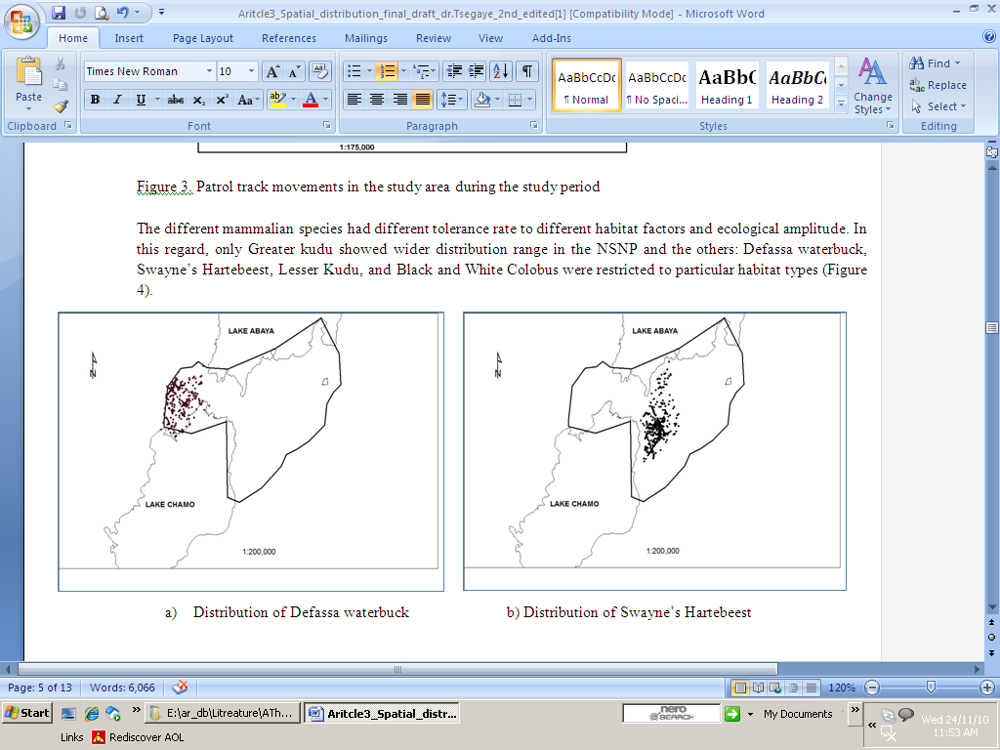 Aritcle3_Spatial_distribution_final_draft_dr.Tsegaye_2nd_edited[1] [Compatibility Mode] - Microsoft Word
Home Insert Page Layout References Mailings Review View Add-Ins
Paste
Times New Roman 10
B I U abc X₂ X² Aa ab A
AaBbCcDc AaBbCcDc AaBbC AaBbC
¶ Normal ¶ No Spaci... Heading 1 Heading 2
Change Styles
Find
Replace
Select
Clipboard Font Paragraph Styles Editing
1:175,000
Figure 3. Patrol track movements in the study area during the study period
The different mammalian species had different tolerance rate to different habitat factors and ecological amplitude. In
this regard, only Greater kudu showed wider distribution range in the NSNP and the others: Defassa waterbuck,
Swayne's Hartebeest, Lesser Kudu, and Black and White Colobus were restricted to particular habitat types (Figure
4).
LAKE ABAYA
N
LAKE CHAMO
1:200,000
LAKE ABAYA
N
LAKE CHAMO
1:200,000
a) Distribution of Defassa waterbuck
b) Distribution of Swayne's Hartebeest
Page: 5 of 13 Words: 6,066 120%
Start E:\ar_db\Litreature\ATh... Aritcle3_Spatial_distr... nero SEARCH My Documents
Wed 24/11/10
11:53 AM
Links Rediscover AOL